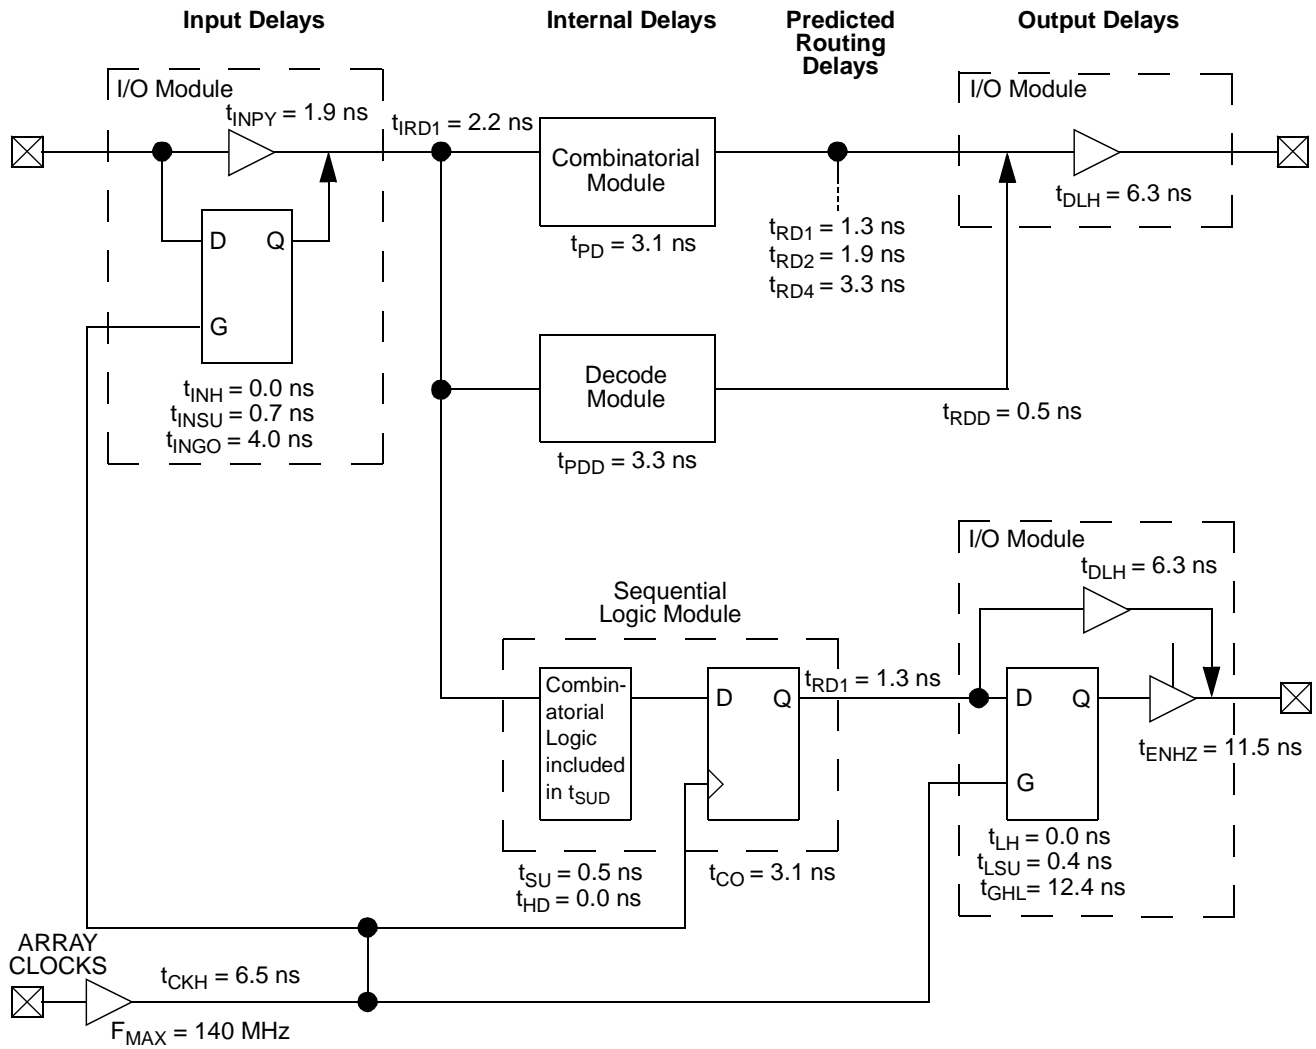 Input Delays
Internal Delays
Predicted
Routing
Delays
Output Delays
I/O Module
tINPY = 1.9 ns
tIRD1 = 2.2 ns
Combinatorial
Module
tPD = 3.1 ns
I/O Module
tDLH = 6.3 ns
tRD1 = 1.3 ns
tRD2 = 1.9 ns
tRD4 = 3.3 ns
D
Q
G
tINH = 0.0 ns
tINSU = 0.7 ns
tINGO = 4.0 ns
Decode
Module
tPDD = 3.3 ns
tRDD = 0.5 ns
I/O Module
tDLH = 6.3 ns
Sequential
Logic Module
Combin-
atorial
Logic
included
in tSUD
D
Q
tRD1 = 1.3 ns
D
Q
G
tENHZ = 11.5 ns
tSU = 0.5 ns
tHD = 0.0 ns
tCO = 3.1 ns
tLH = 0.0 ns
tLSU = 0.4 ns
tGHL = 12.4 ns
ARRAY
CLOCKS
tCKH = 6.5 ns
FMAX = 140 MHz